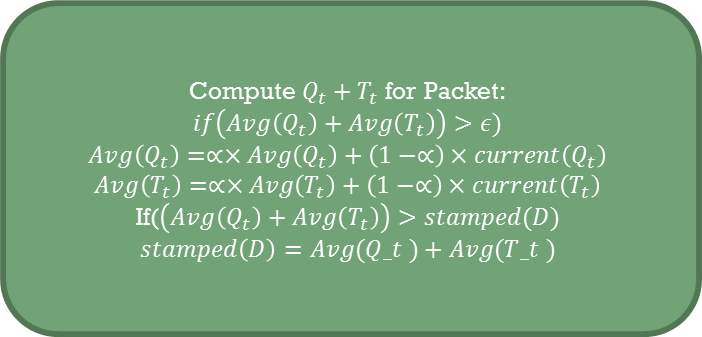 Compute Q_t + T_t for Packet:
if(Avg(Q_t) + Avg(T_t)) > ϵ)
Avg(Q_t) =∝× Avg(Q_t) + (1 −∝) × current(Q_t)
Avg(T_t) =∝× Avg(T_t) + (1 −∝) × current(T_t)
If((Avg(Q_t) + Avg(T_t)) > stamped(D)
stamped(D) = Avg(Q_t ) + Avg(T_t )